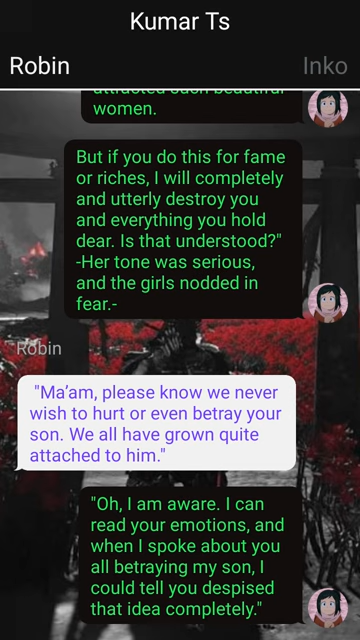 Kumar Ts
Robin
Inko
attracted such beautiful
women.
But if you do this for fame
or riches, I will completely
and utterly destroy you
and everything you hold
dear. Is that understood?"
-Her tone was serious,
and the girls nodded in
fear.-
Robin
"Ma’am, please know we never
wish to hurt or even betray your
son. We all have grown quite
attached to him."
"Oh, I am aware. I can
read your emotions, and
when I spoke about you
all betraying my son, I
could tell you despised
that idea completely."